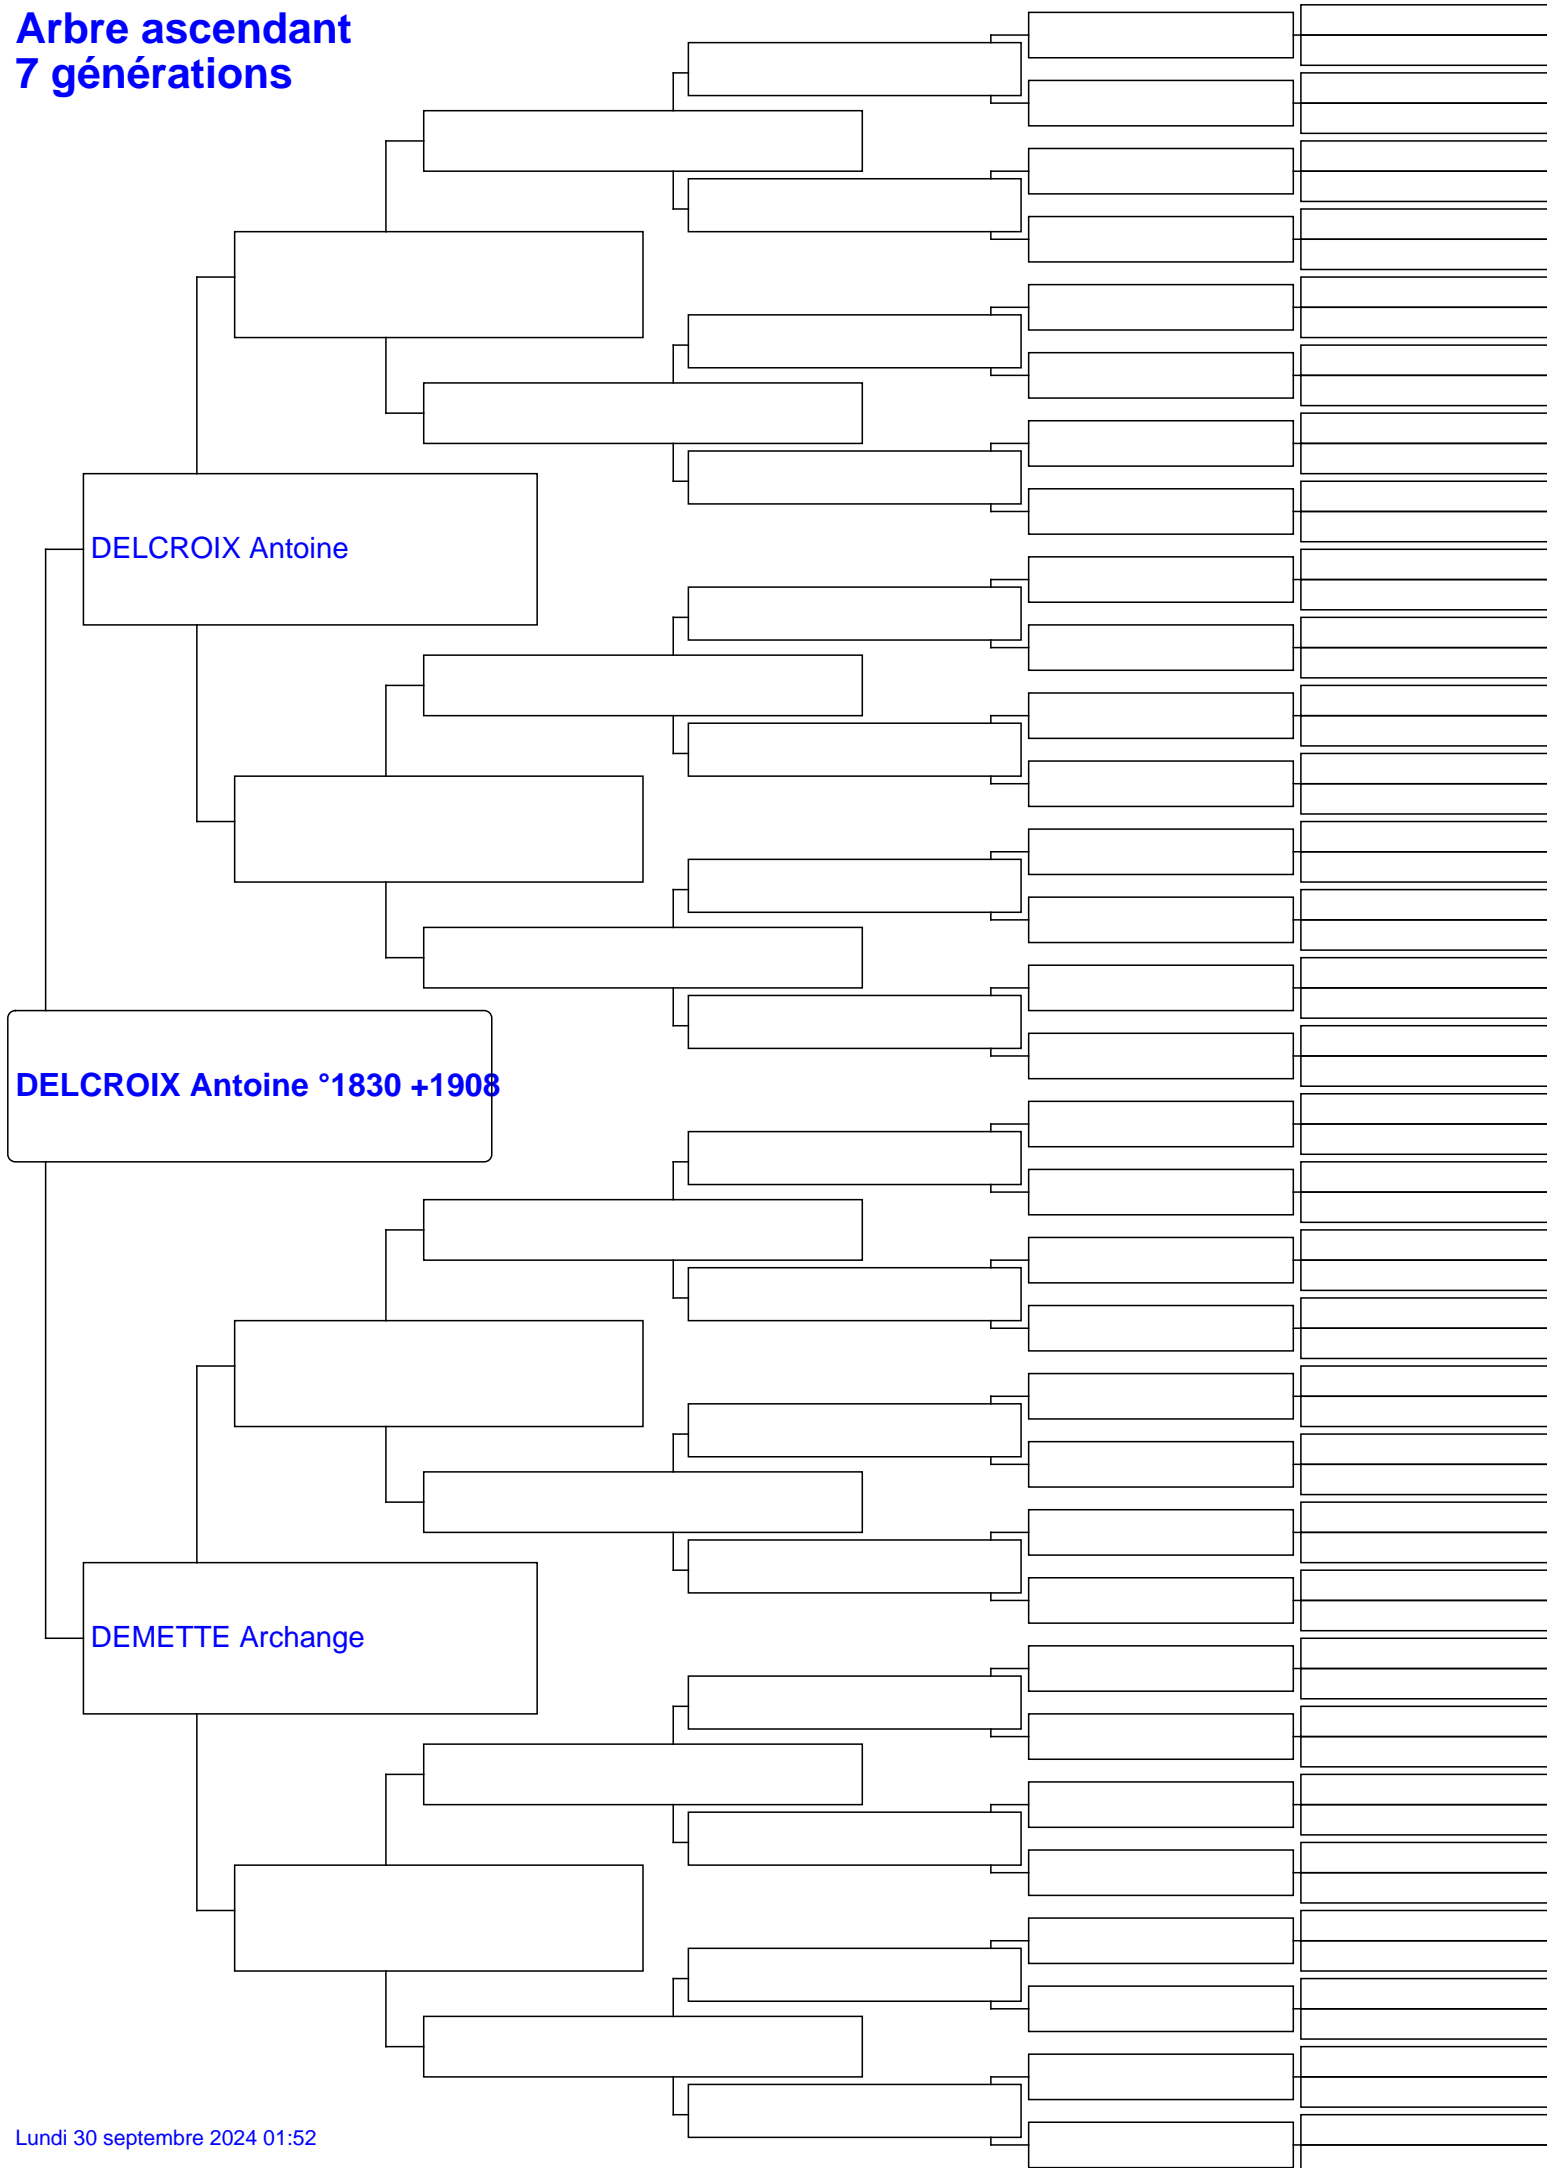 Arbre ascendant
7 générations
DELCROIX Antoine
DELCROIX Antoine °1830 +1908
DEMETTE Archange
Lundi 30 septembre 2024 01:52